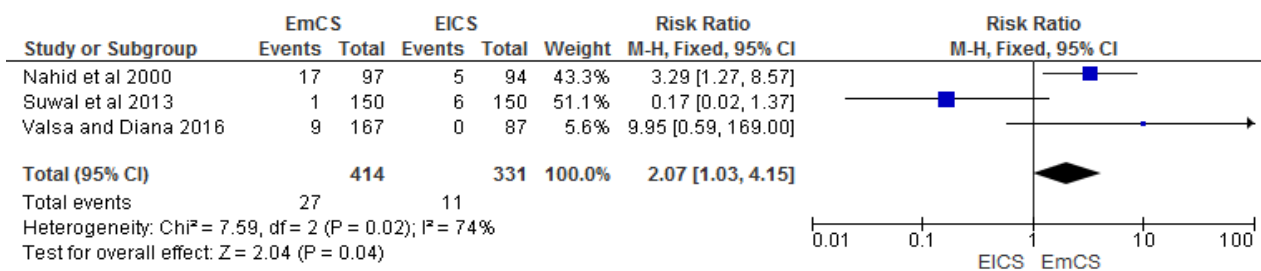 EmCS EICS Risk Ratio Risk Ratio
Study or Subgroup Events Total Events Total Weight M-H, Fixed, 95% CI M-H, Fixed, 95% CI
Nahid et al 2000 17 97 5 94 43.3% 3.29 [1.27, 8.57]
Suwal et al 2013 1 150 6 150 51.1% 0.17 [0.02, 1.37]
Valsa and Diana 2016 9 167 0 87 5.6% 9.95 [0.59, 169.00]
Total (95% CI) 414 331 100.0% 2.07 [1.03, 4.15]
Total events 27 11
Heterogeneity: Chi² = 7.59, df = 2 (P = 0.02); I² = 74%
Test for overall effect: Z = 2.04 (P = 0.04)
0.01 0.1 1 10 100
EICS EmCS